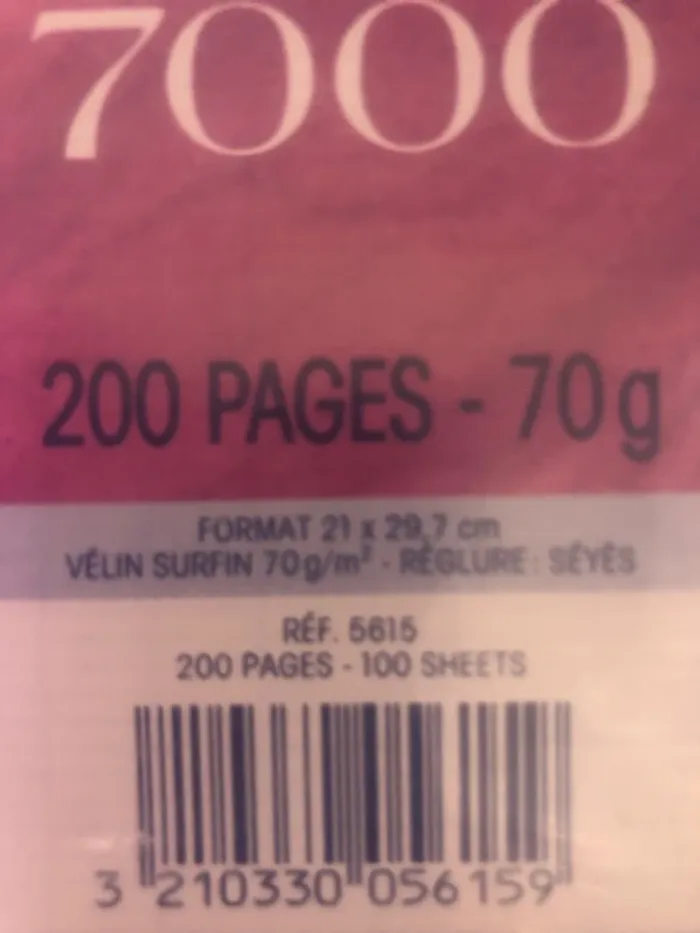 7000
200 PAGES - 70g
FORMAT 21 x 29,7 cm
VÉLIN SURFIN 70g/m² - RÉGLURE : SÉYÈS
RÉF. 5615
200 PAGES - 100 SHEETS
3 210330 056159